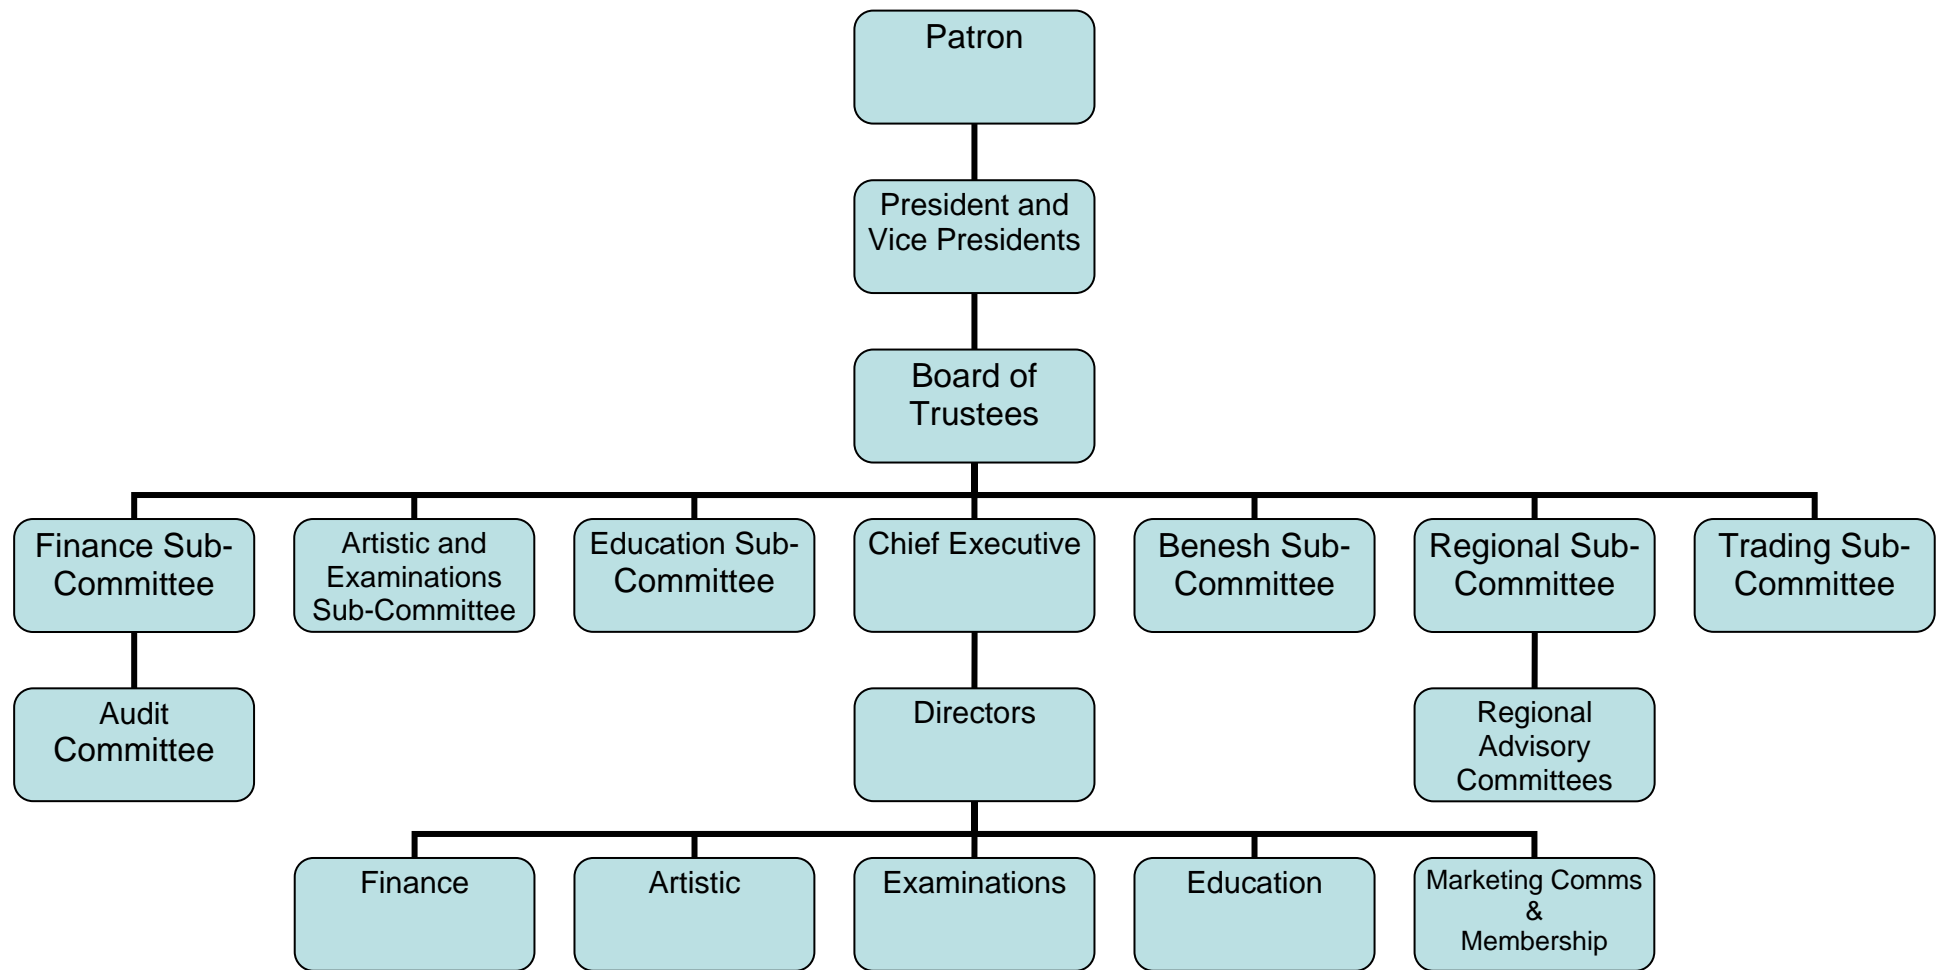 Patron
President and
Vice Presidents
Board of
Trustees
Finance Sub-
Committee
Artistic and
Examinations
Sub-Committee
Education Sub-
Committee
Chief Executive
Benesh Sub-
Committee
Regional Sub-
Committee
Trading Sub-
Committee
Audit
Committee
Directors
Regional
Advisory
Committees
Finance
Artistic
Examinations
Education
Marketing Comms
&
Membership